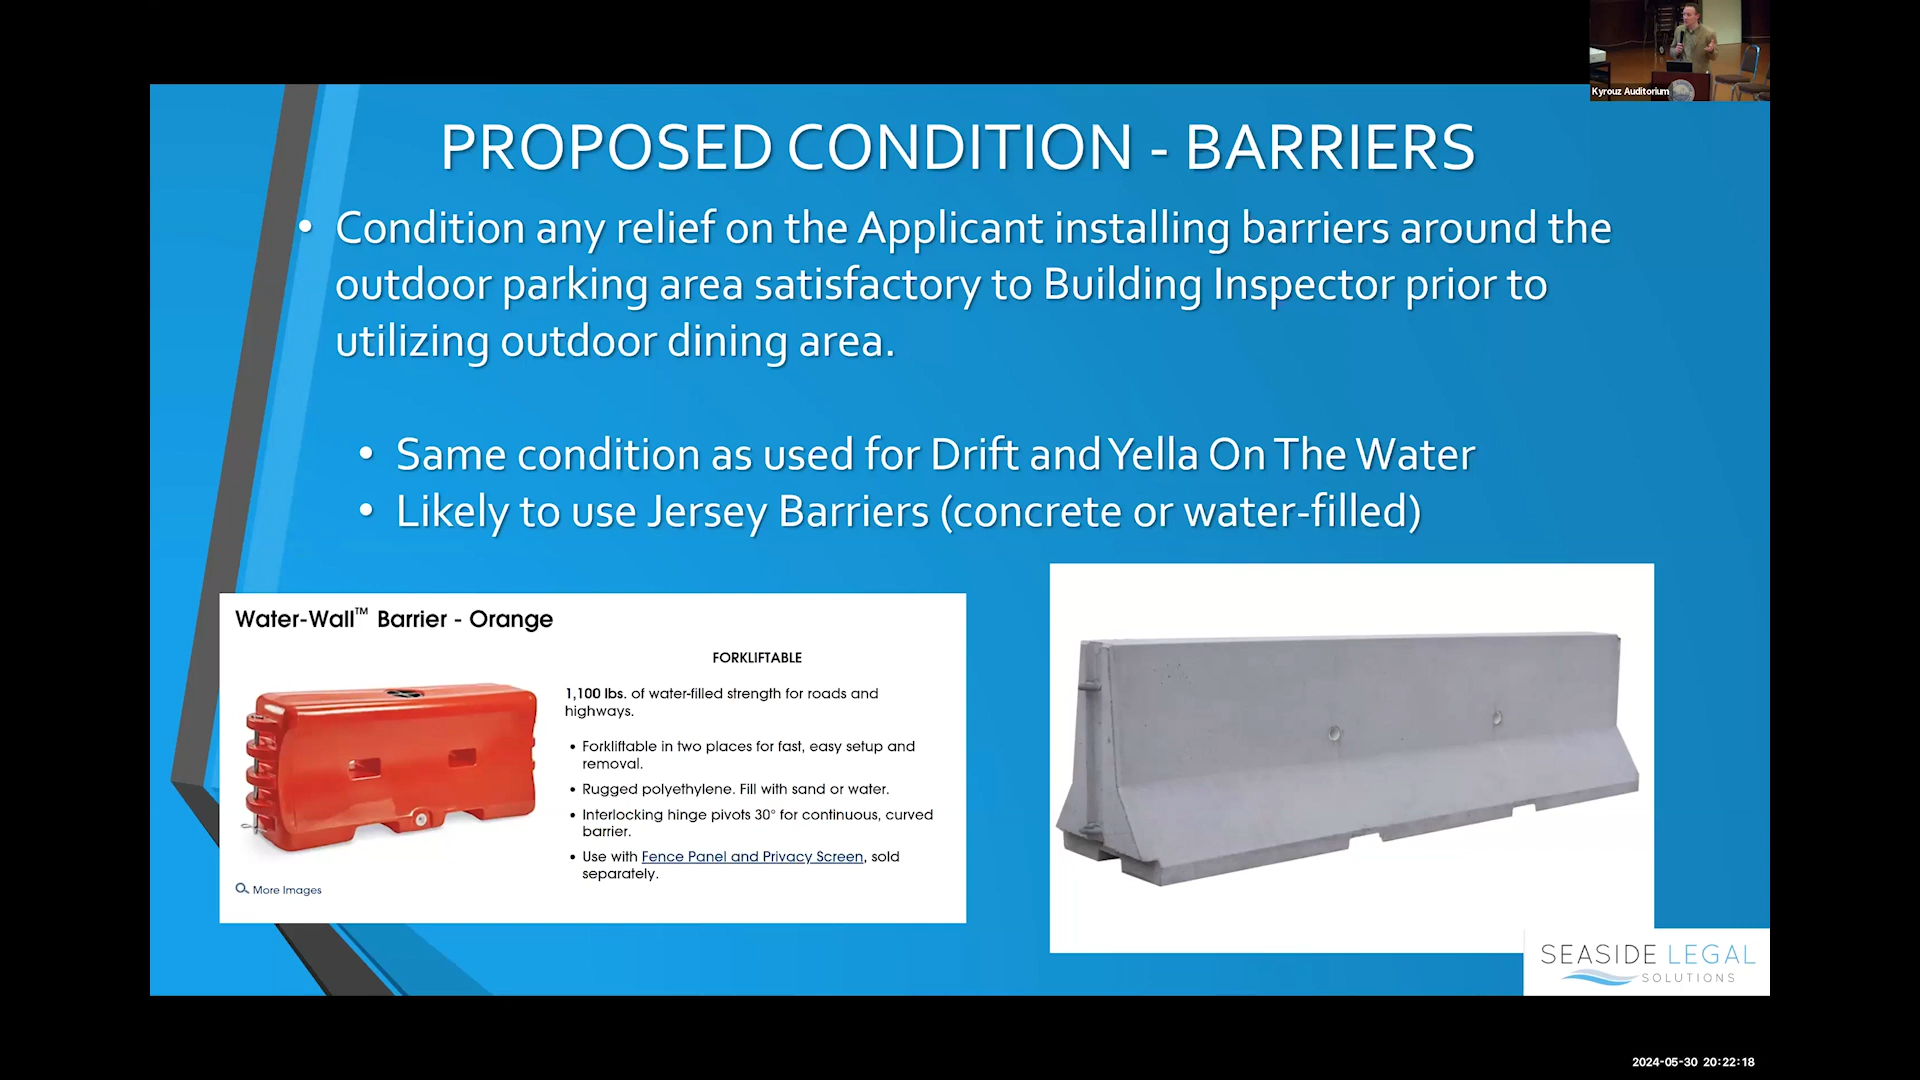 Kyrouz Auditorium
PROPOSED CONDITION - BARRIERS
• Condition any relief on the Applicant installing barriers around the
outdoor parking area satisfactory to Building Inspector prior to
utilizing outdoor dining area.
• Same condition as used for Drift and Yella On The Water
• Likely to use Jersey Barriers (concrete or water-filled)
Water-Wall™ Barrier - Orange
FORKLIFTABLE
1,100 lbs. of water-filled strength for roads and
highways.
• Forkliftable in two places for fast, easy setup and
removal.
• Rugged polyethylene. Fill with sand or water.
• Interlocking hinge pivots 30° for continuous, curved
barrier.
• Use with Fence Panel and Privacy Screen, sold
separately.
More Images
SEASIDE LEGAL
SOLUTIONS
2024-05-30 20:22:18